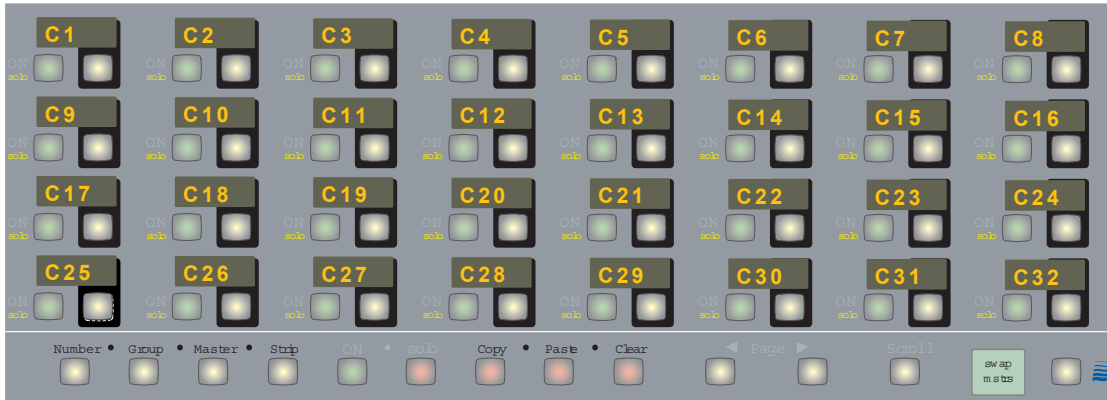 C1 C2 C3 C4 C5 C6 C7 C8
ON ON ON ON ON ON ON ON
solo solo solo solo solo solo solo solo
C9 C10 C11 C12 C13 C14 C15 C16
ON ON ON ON ON ON ON ON
solo solo solo solo solo solo solo solo
C17 C18 C19 C20 C21 C22 C23 C24
ON ON ON ON ON ON ON ON
solo solo solo solo solo solo solo solo
C25 C26 C27 C28 C29 C30 C31 C32
ON ON ON ON ON ON ON ON
solo solo solo solo solo solo solo solo
Number • Group • Master • Strip ON • solo Copy • Paste • Clear ◀ Page ▶ Scroll
swap
mstrs